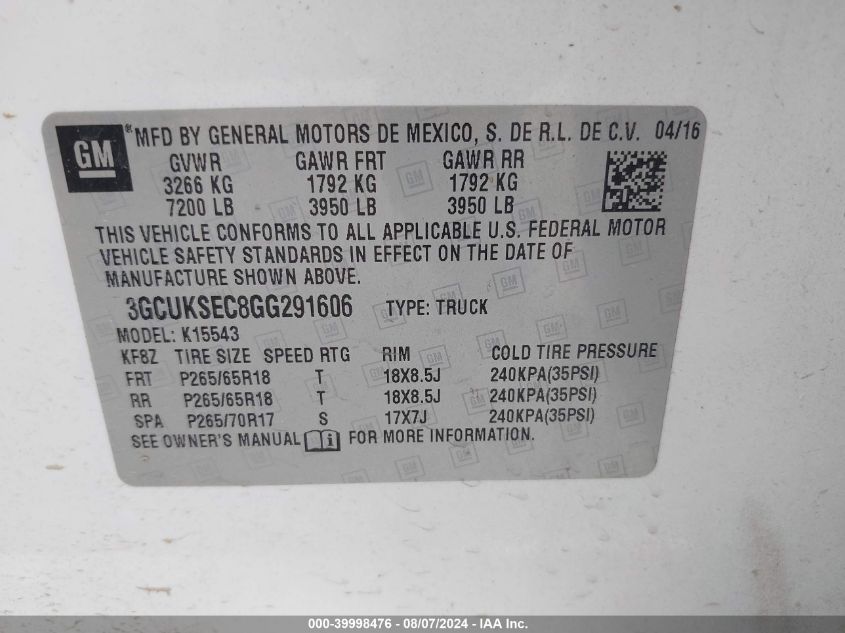 GM ® MFD BY GENERAL MOTORS DE MEXICO, S. DE R.L. DE C.V. 04/16
GVWR GAWR FRT GAWR RR
3266 KG 1792 KG 1792 KG
7200 LB 3950 LB 3950 LB
THIS VEHICLE CONFORMS TO ALL APPLICABLE U.S. FEDERAL MOTOR
VEHICLE SAFETY STANDARDS IN EFFECT ON THE DATE OF
MANUFACTURE SHOWN ABOVE.
3GCUKSEC8GG291606 TYPE: TRUCK
MODEL: K15543
KF8Z TIRE SIZE SPEED RTG RIM COLD TIRE PRESSURE
FRT P265/65R18 T 18X8.5J 240KPA(35PSI)
RR P265/65R18 T 18X8.5J 240KPA(35PSI)
SPA P265/70R17 S 17X7J 240KPA(35PSI)
SEE OWNER'S MANUAL i FOR MORE INFORMATION.
000-39998476 - 08/07/2024 - IAA Inc.